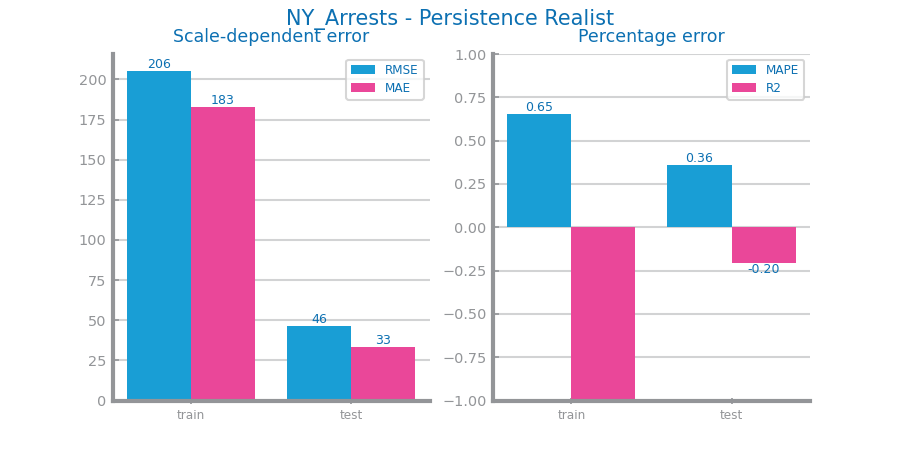 NY_Arrests - Persistence Realist
Scale-dependent error
RMSE
MAE
206
183
46
33
200
175
150
125
100
75
50
25
0
train
test
Percentage error
MAPE
R2
0.65
0.36
-0.20
1.00
0.75
0.50
0.25
0.00
−0.25
−0.50
−0.75
−1.00
train
test